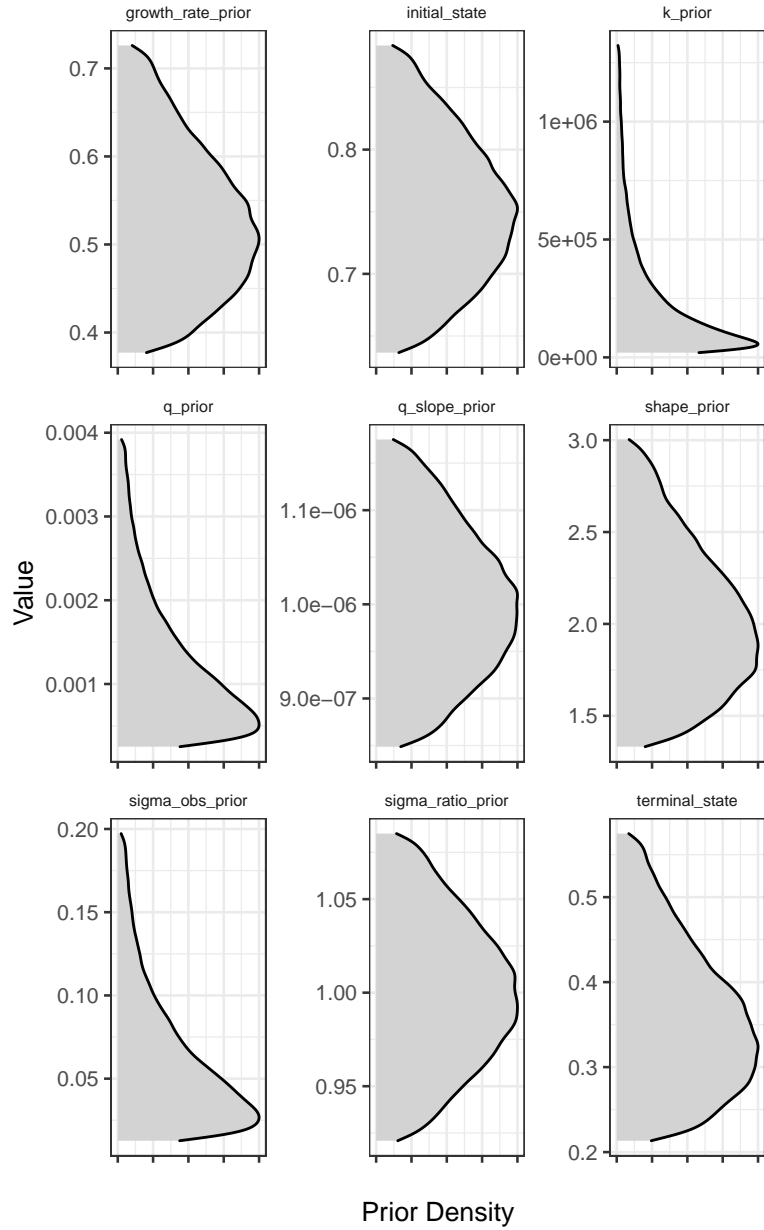 growth_rate_prior
initial_state
k_prior
0.7
0.6
0.5
0.4
0.8
0.7
1e+06
5e+05
0e+00
q_prior
q_slope_prior
shape_prior
0.004
0.003
0.002
0.001
1.1e−06
1.0e−06
9.0e−07
3.0
2.5
2.0
1.5
Value
sigma_obs_prior
sigma_ratio_prior
terminal_state
0.20
0.15
0.10
0.05
1.05
1.00
0.95
0.5
0.4
0.3
0.2
Prior Density